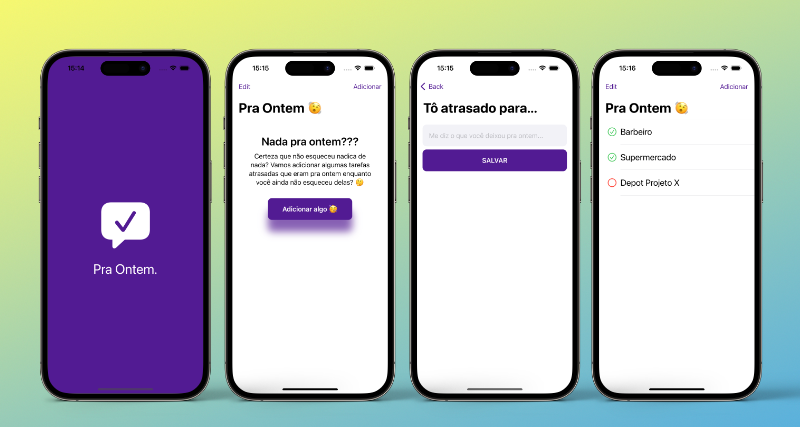 15:14
Pra Ontem.
15:15
Edit
Adicionar
Pra Ontem 🫣
Nada pra ontem???
Certeza que não esqueceu nadica de
nada? Vamos adicionar algumas tarefas
atrasadas que eram pra ontem enquanto
você ainda não esqueceu delas?
Adicionar algo
15:15
Back
Tô atrasado para...
Me diz o que você deixou pra ontem...
SALVAR
15:16
Edit
Adicionar
Pra Ontem 🫣
Barbeiro
Supermercado
Depot Projeto X